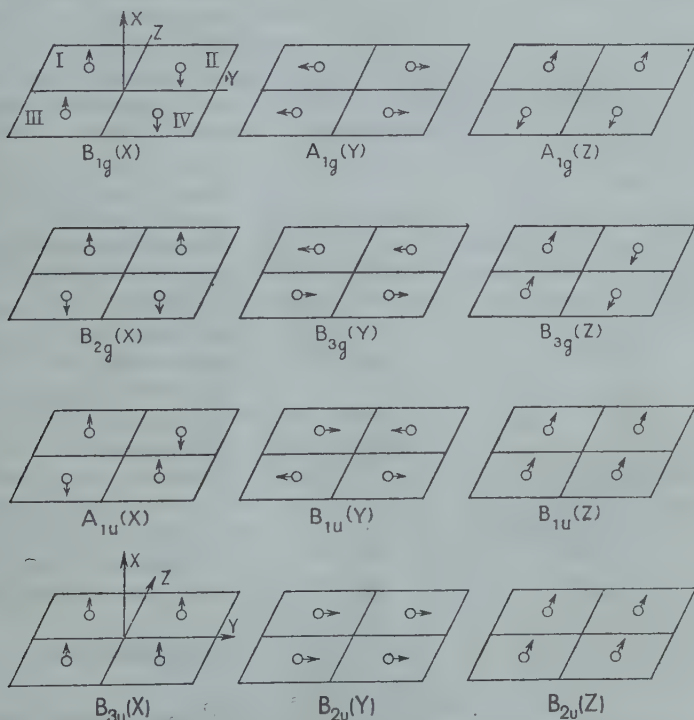 X
Z
I II
Y
III IV
B1g(X) A1g(Y) A1g(Z)
B2g(X) B3g(Y) B3g(Z)
A1u(X) B1u(Y) B1u(Z)
X
Z
Y
B3u(X) B2u(Y) B2u(Z)